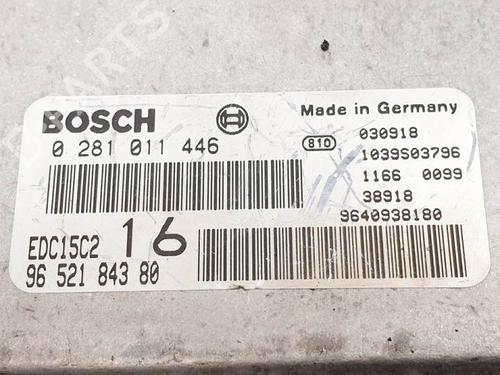 BOSCH
0 281 011 446
EDC15C2 16
96 521 843 80
Made in Germany
810 030918
1039S03796
1166 0099
38918
9640938180